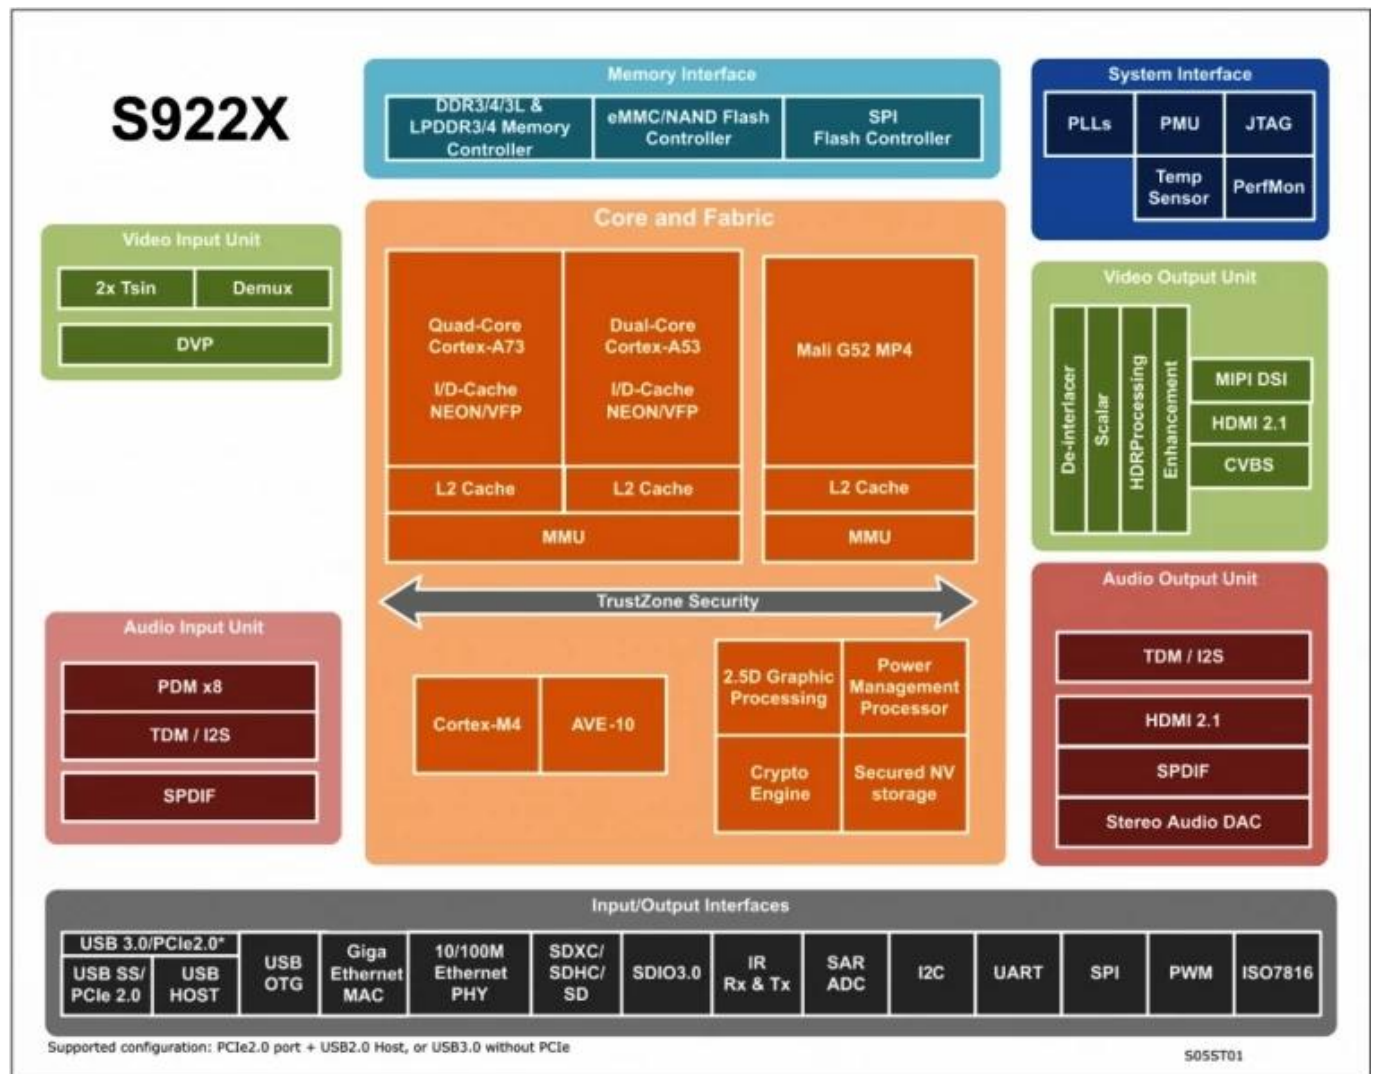 S922X
Memory Interface
DDR3/4/3L &
LPDDR3/4 Memory
Controller
eMMC/NAND Flash
Controller
SPI
Flash Controller
System Interface
PLLs
PMU
JTAG
Temp
Sensor
PerfMon
Video Input Unit
2x Tsin
Demux
DVP
Core and Fabric
Quad-Core
Cortex-A73
I/D-Cache
NEON/VFP
Dual-Core
Cortex-A53
I/D-Cache
NEON/VFP
Mali G52 MP4
L2 Cache
L2 Cache
L2 Cache
MMU
MMU
TrustZone Security
Cortex-M4
AVE-10
2.5D Graphic
Processing
Power
Management
Processor
Crypto
Engine
Secured NV
storage
Video Output Unit
De-interlacer
Scalar
HDRProcessing
Enhancement
MIPI DSI
HDMI 2.1
CVBS
Audio Input Unit
PDM x8
TDM / I2S
SPDIF
Audio Output Unit
TDM / I2S
HDMI 2.1
SPDIF
Stereo Audio DAC
Input/Output Interfaces
USB 3.0/PCIe2.0*
USB SS/
PCIe 2.0
USB
HOST
USB
OTG
Giga
Ethernet
MAC
10/100M
Ethernet
PHY
SDXC/
SDHC/
SD
SDIO3.0
IR
Rx & Tx
SAR
ADC
I2C
UART
SPI
PWM
ISO7816
Supported configuration: PCIe2.0 port + USB2.0 Host, or USB3.0 without PCIe
S05ST01